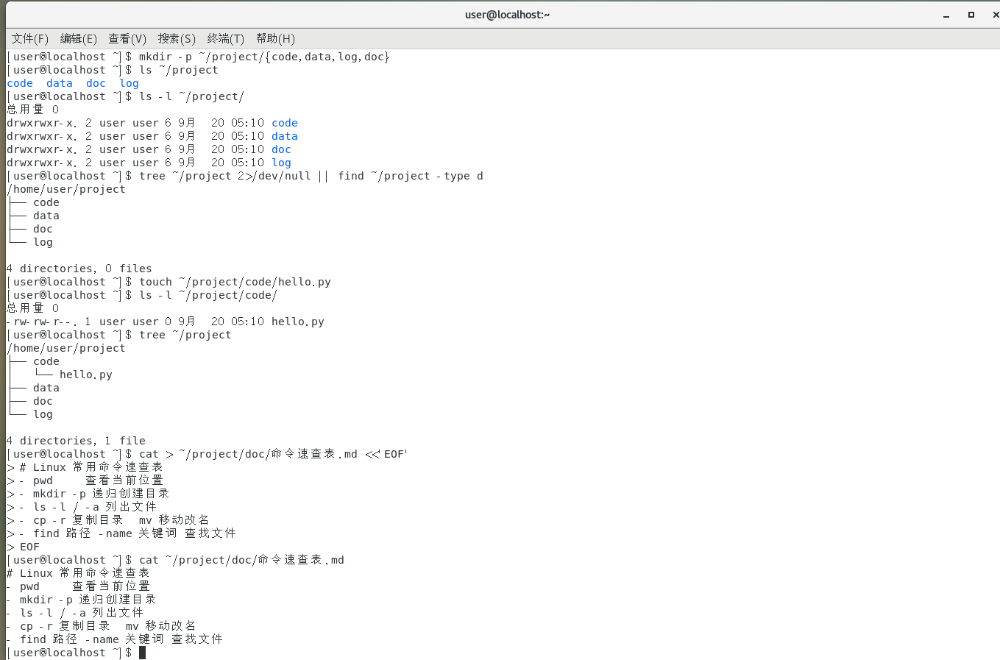 user@localhost:~
文件(F) 编辑(E) 查看(V) 搜索(S) 终端(T) 帮助(H)
[user@localhost ~]$ mkdir -p ~/project/{code,data,log,doc}
[user@localhost ~]$ ls ~/project
code  data  doc  log
[user@localhost ~]$ ls -l ~/project/
总用量 0
drwxrwxr-x. 2 user user 6 9月  20 05:10 code
drwxrwxr-x. 2 user user 6 9月  20 05:10 data
drwxrwxr-x. 2 user user 6 9月  20 05:10 doc
drwxrwxr-x. 2 user user 6 9月  20 05:10 log
[user@localhost ~]$ tree ~/project 2>/dev/null || find ~/project -type d
/home/user/project
├── code
├── data
├── doc
└── log

4 directories, 0 files
[user@localhost ~]$ touch ~/project/code/hello.py
[user@localhost ~]$ ls -l ~/project/code/
总用量 0
-rw-rw-r--. 1 user user 0 9月  20 05:10 hello.py
[user@localhost ~]$ tree ~/project
/home/user/project
├── code
│   └── hello.py
├── data
├── doc
└── log

4 directories, 1 file
[user@localhost ~]$ cat > ~/project/doc/命令速查表.md <<'EOF'
> # Linux 常用命令速查表
> - pwd     查看当前位置
> - mkdir -p 递归创建目录
> - ls -l / -a 列出文件
> - cp -r 复制目录  mv 移动改名
> - find 路径 -name 关键词 查找文件
> EOF
[user@localhost ~]$ cat ~/project/doc/命令速查表.md
# Linux 常用命令速查表
- pwd     查看当前位置
- mkdir -p 递归创建目录
- ls -l / -a 列出文件
- cp -r 复制目录  mv 移动改名
- find 路径 -name 关键词 查找文件
[user@localhost ~]$